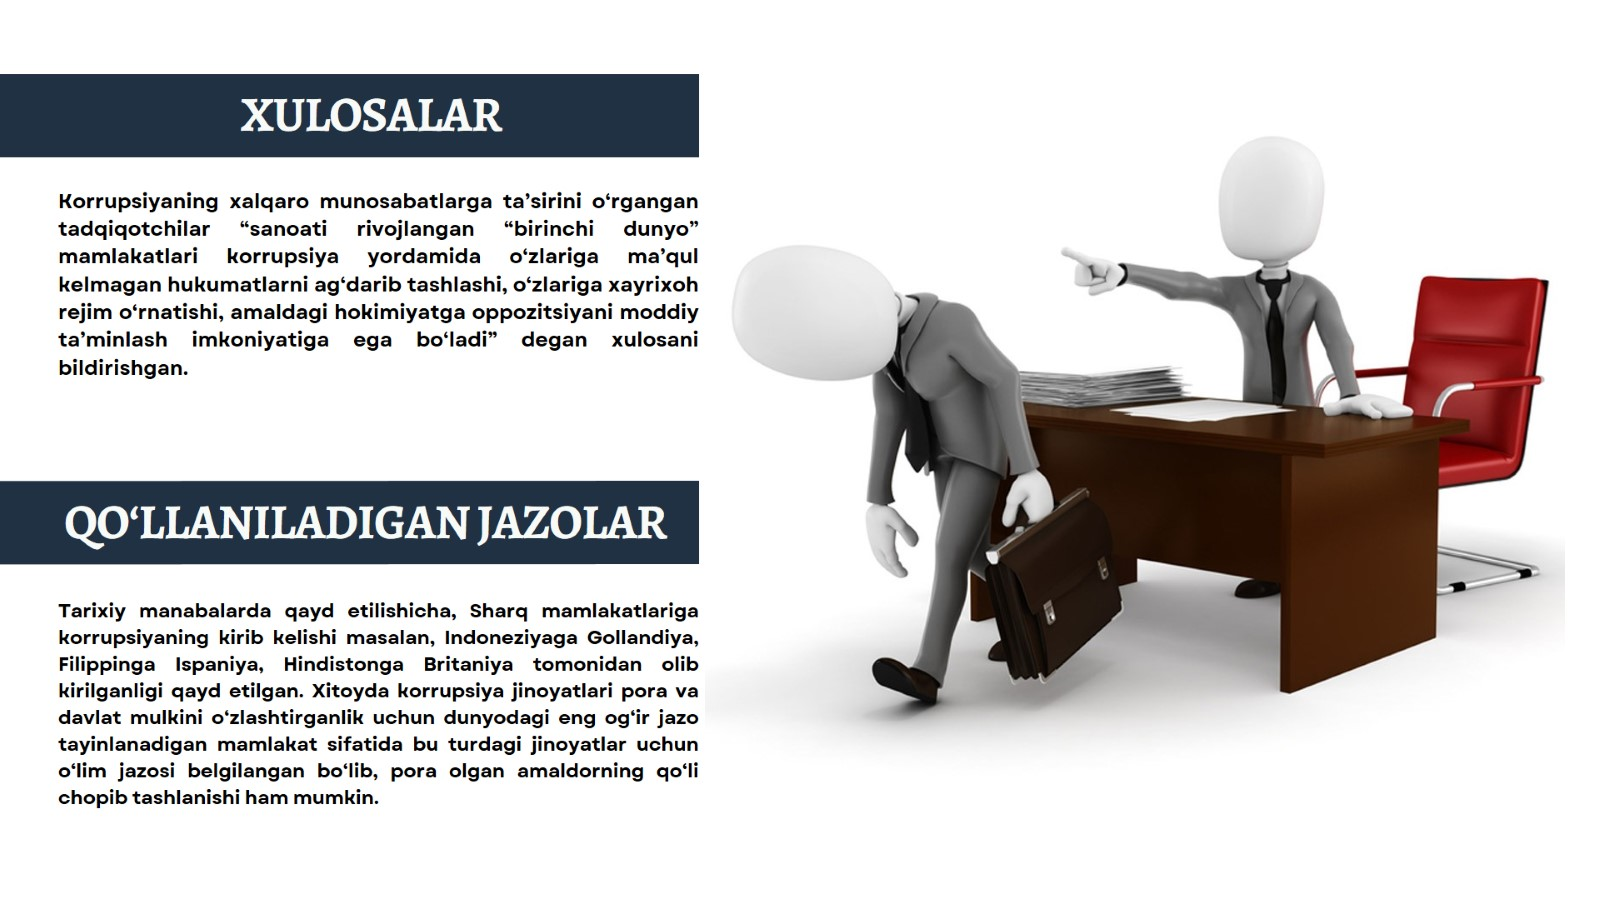 XULOSALAR
Korrupsiyaning xalqaro munosabatlarga ta’sirini o‘rgangan
tadqiqotchilar “sanoati rivojlangan “birinchi dunyo”
mamlakatlari korrupsiya yordamida o‘zlariga ma’qul
kelmagan hukumatlarni ag‘darib tashlashi, o‘zlariga xayrixoh
rejim o‘rnatishi, amaldagi hokimiyatga oppozitsiyani moddiy
ta’minlash imkoniyatiga ega bo‘ladi” degan xulosani
bildirishgan.
QO‘LLANILADIGAN JAZOLAR
Tarixiy manabalarda qayd etilishicha, Sharq mamlakatlariga
korrupsiyaning kirib kelishi masalan, Indoneziyaga Gollandiya,
Filippinga Ispaniya, Hindistonga Britaniya tomonidan olib
kirilganligi qayd etilgan. Xitoyda korrupsiya jinoyatlari pora va
davlat mulkini o‘zlashtirganlik uchun dunyodagi eng og‘ir jazo
tayinlanadigan mamlakat sifatida bu turdagi jinoyatlar uchun
o‘lim jazosi belgilangan bo‘lib, pora olgan amaldorning qo‘li
chopib tashlanishi ham mumkin.